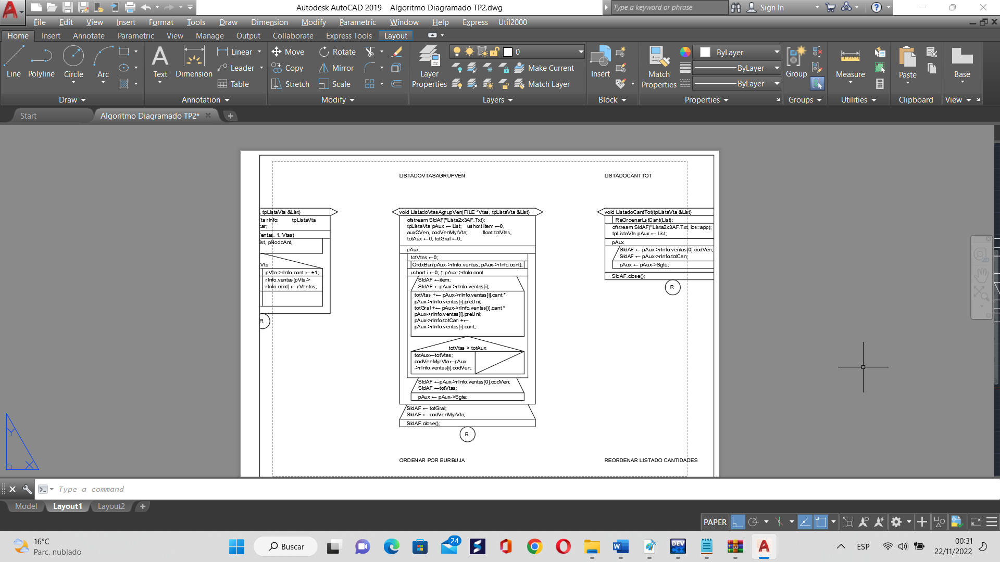 Autodesk AutoCAD 2019 Algoritmo Diagramado TP2.dwg
Type a keyword or phrase
Sign In
File Edit View Insert Format Tools Draw Dimension Modify Parametric Window Help Express Util2000
Home Insert Annotate Parametric View Manage Output Collaborate Express Tools Layout
Line Polyline Circle Arc
Draw
Text Dimension
Linear
Leader
Table
Annotation
Move Rotate
Copy Mirror
Stretch Scale
Modify
Layer Properties
0
Make Current
Match Layer
Layers
Insert
Block
Match Properties
ByLayer
ByLayer
ByLayer
Properties
Group
Groups
Measure
Utilities
Paste
Clipboard
Base
View
Start
Algoritmo Diagramado TP2*
LISTADOVTASAGRUPVEN
LISTADOCANTTOT
, tpListaVta &List)
ta rInfo; tpListaVta
ar;
entas, 1, Vtas)
st, pNodoAnt,
Vta
pVta->rInfo.cont ← +1;
rInfo.ventas[pVta->
rInfo.cont] ← rVentas;
R
void ListadoVtasAgrupVen(FILE *Vtas, tpListaVta &List)
ofstream SldAF("Lista2x3AF.Txt);
tpListaVta pAux ← List; ushort item ←0,
auxCVen, codVenMyrVta; float totVtas,
totAux ←0, totGral ←0;
pAux
totVtas ←0;
OrdxBur(pAux->rInfo.ventas, pAux->rInfo.cont);
ushort i ←0; ↑ pAux->rInfo.cont
SldAF ←item;
SldAF ←pAux->rInfo.ventas[i];
totVtas +← pAux->rInfo.ventas[i].cant *
pAux->rInfo.ventas[i].preUni;
totGral +← pAux->rInfo.ventas[i].cant *
pAux->rInfo.ventas[i].preUni;
pAux->rInfo.totCan +←
pAux->rInfo.ventas[i].cant;
totVtas > totAux
totAux←totVtas;
codVenMyrVta←pAux
->rInfo.ventas[i].codVen;
SldAF ←pAux->rInfo.ventas[0].codVen;
SldAF ←totVtas;
pAux ← pAux->Sgte;
SldAF ← totGral;
SldAF ← codVenMyrVta;
SldAF.close();
R
void ListadoCantTot(tpListaVta &List)
ReOrdenarLstCant(List);
ofstream SldAF("Lista2x3AF.Txt, ios::app);
tpListaVta pAux ← List;
pAux
SldAF ← pAux->rInfo.ventas[0].codVen;
SldAF ← pAux->rInfo.totCan;
pAux ← pAux->Sgte;
SldAF.close();
R
ORDENAR POR BURBUJA
REORDENAR LISTADO CANTIDADES
2D
Y
X
Type a command
Model Layout1 Layout2
PAPER
16°C
Parc. nublado
Buscar
24
DEV
ESP
00:31
22/11/2022